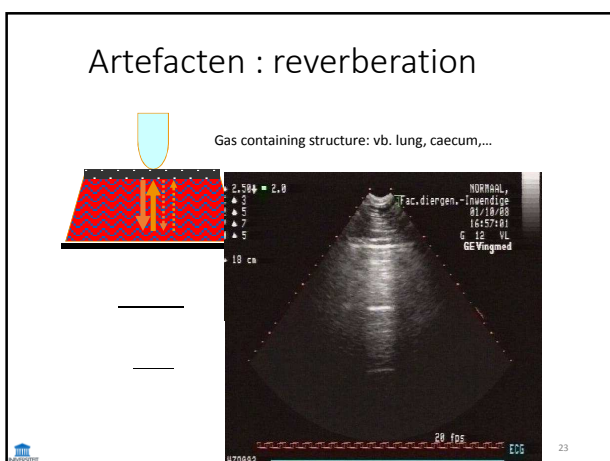 Artefacten : reverberation
Gas containing structure: vb. lung, caecum,…
2.50 = 2.0
3
5
7
5
18 cm
NORMAAL,
Fac.diergen.-Inwendige
01/10/08
16:57:01
G 12 VL
GE Vingmed
20 fps
ECG
23